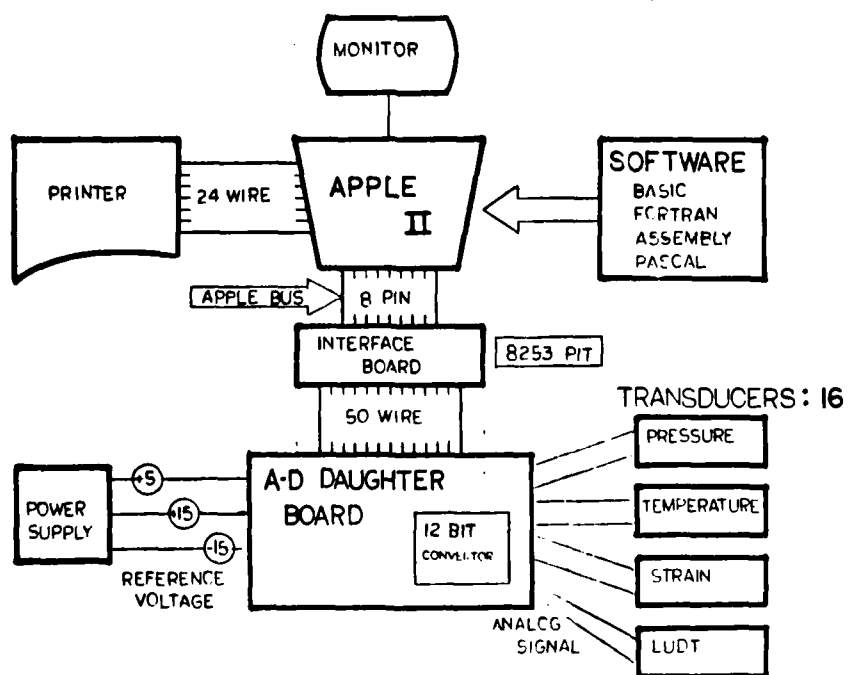 MONITOR
PRINTER
24 WIRE
APPLE
II
SOFTWARE
BASIC
FORTRAN
ASSEMBLY
PASCAL
APPLE BUS
8 PIN
INTERFACE
BOARD
8253 PIT
50 WIRE
TRANSDUCERS: 16
PRESSURE
TEMPERATURE
STRAIN
LUDT
POWER
SUPPLY
+5
+15
-15
REFERENCE
VOLTAGE
A-D DAUGHTER
BOARD
12 BIT
CONVERTOR
ANALOG
SIGNAL